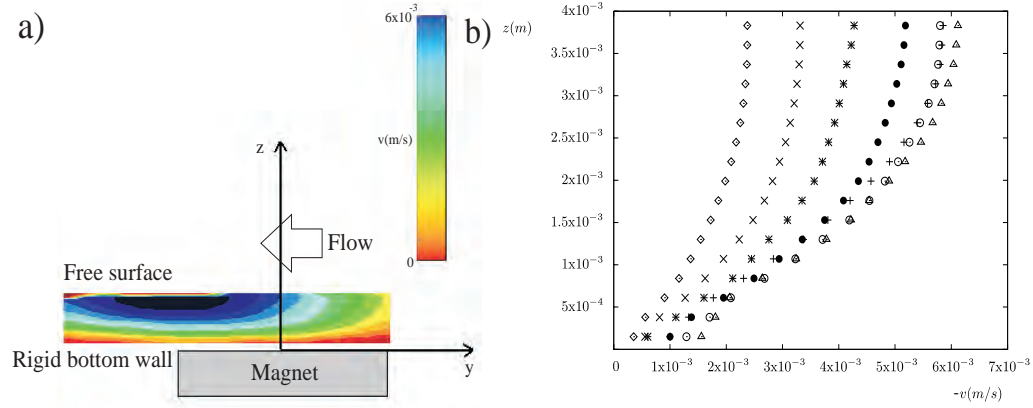 a)
6x10⁻³
v(m/s)
0
z
Flow
Free surface
Rigid bottom wall
Magnet
y
b)
z(m)
4x10⁻³
3.5x10⁻³
3x10⁻³
2.5x10⁻³
2x10⁻³
1.5x10⁻³
1x10⁻³
5x10⁻⁴
0 1x10⁻³ 2x10⁻³ 3x10⁻³ 4x10⁻³ 5x10⁻³ 6x10⁻³ 7x10⁻³
-v(m/s)